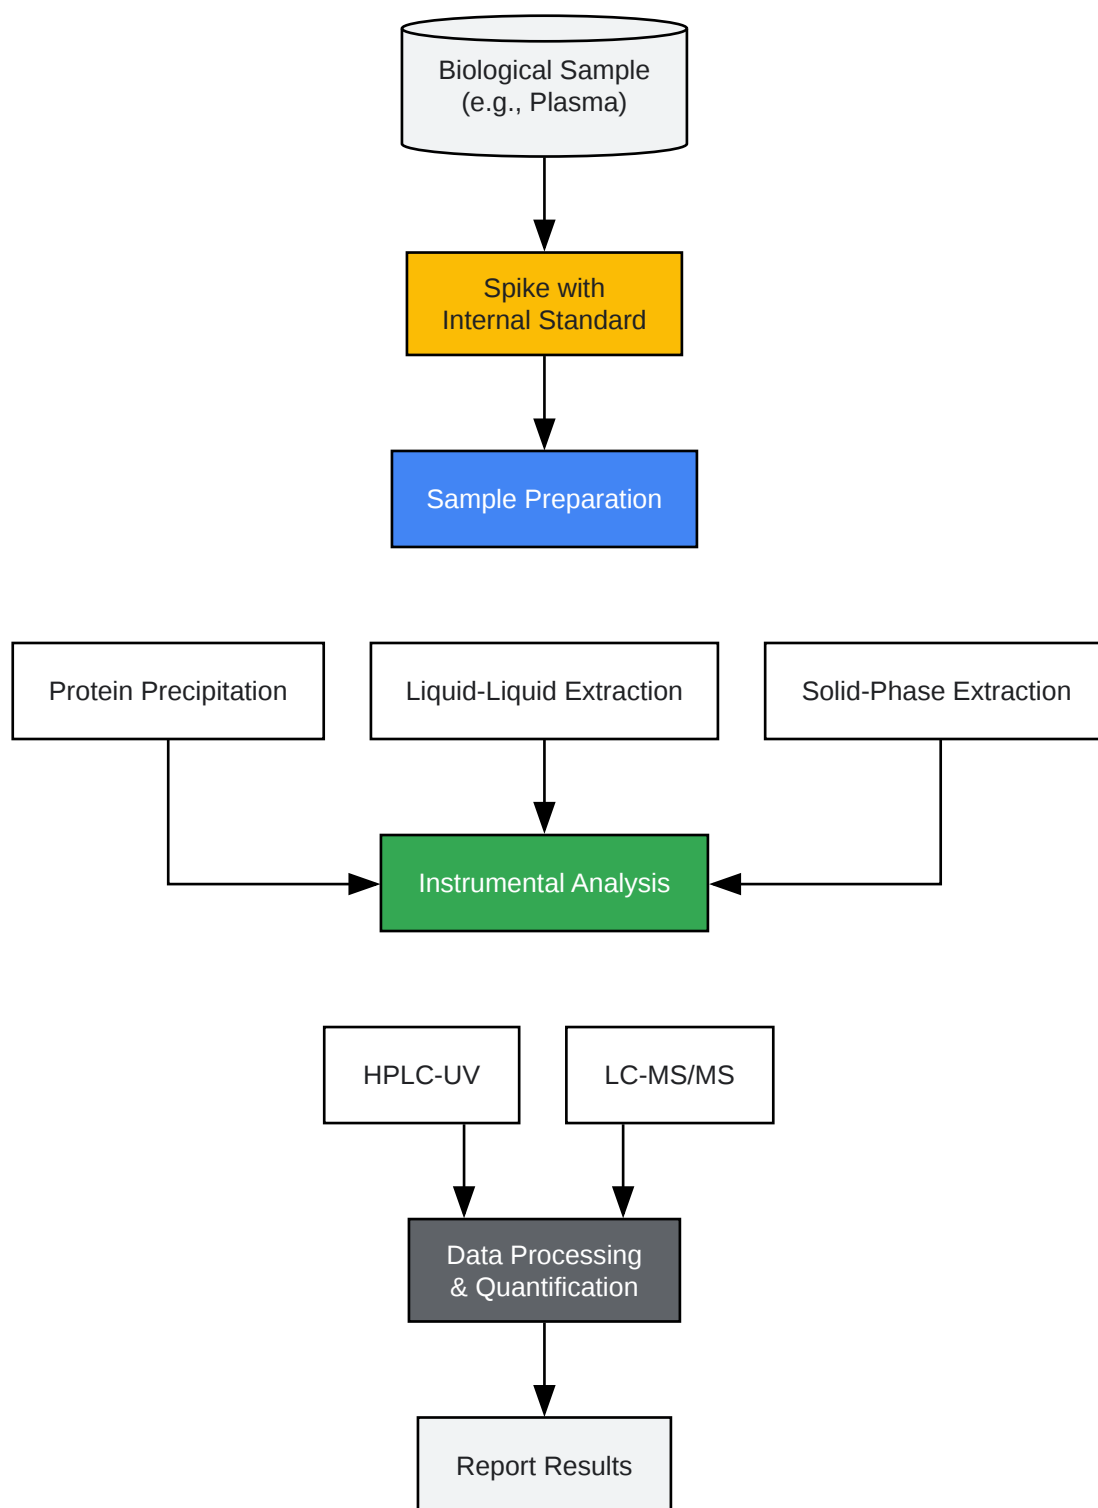 Biological Sample
(e.g., Plasma)
Spike with
Internal Standard
Sample Preparation
Protein Precipitation
Liquid-Liquid Extraction
Solid-Phase Extraction
Instrumental Analysis
HPLC-UV
LC-MS/MS
Data Processing
& Quantification
Report Results